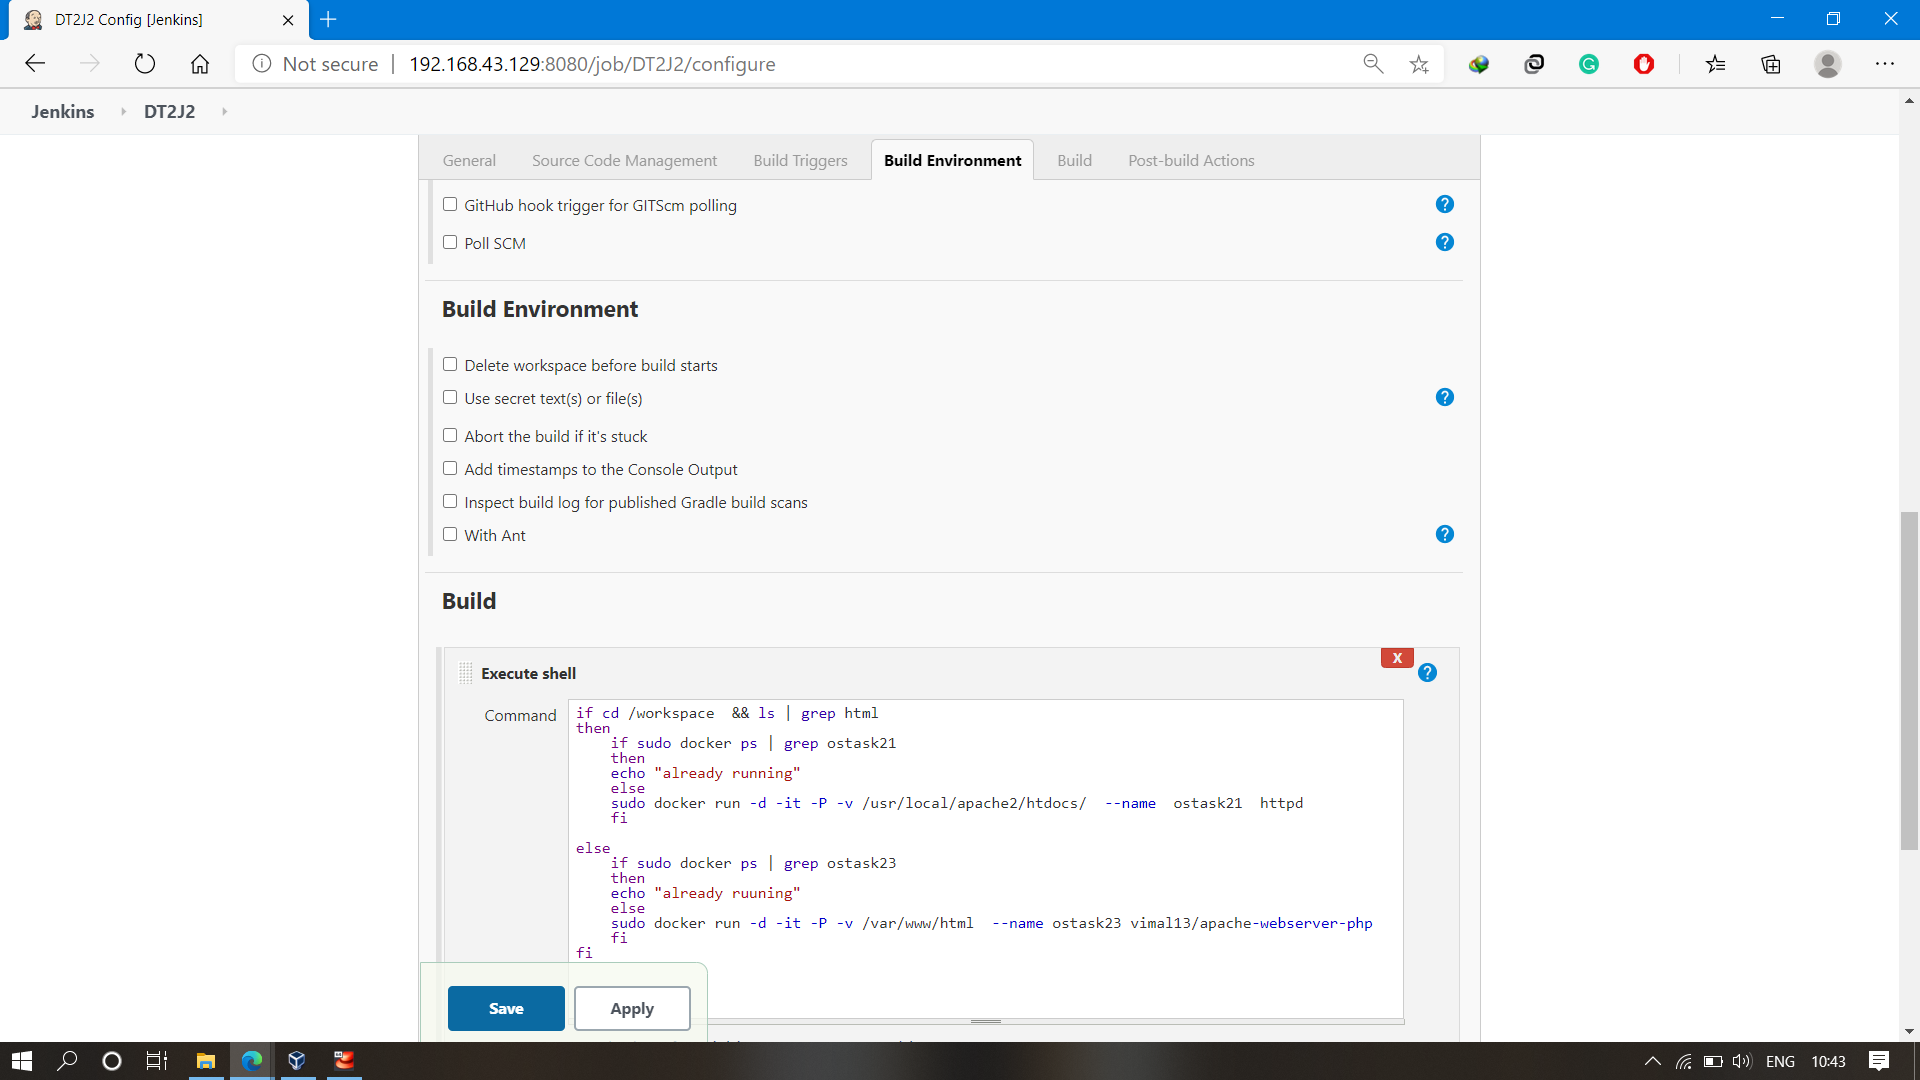 DT2J2 Config [Jenkins]
Not secure | 192.168.43.129:8080/job/DT2J2/configure
Jenkins DT2J2
General Source Code Management Build Triggers Build Environment Build Post-build Actions
GitHub hook trigger for GITScm polling
Poll SCM
Build Environment
Delete workspace before build starts
Use secret text(s) or file(s)
Abort the build if it's stuck
Add timestamps to the Console Output
Inspect build log for published Gradle build scans
With Ant
Build
X
Execute shell
Command
if cd /workspace  && ls | grep html
then
    if sudo docker ps | grep ostask21
    then
    echo "already running"
    else
    sudo docker run -d -it -P -v /usr/local/apache2/htdocs/  --name  ostask21  httpd
    fi
else
    if sudo docker ps | grep ostask23
    then
    echo "already ruuning"
    else
    sudo docker run -d -it -P -v /var/www/html  --name ostask23 vimal13/apache-webserver-php
    fi
fi
Save Apply
ENG 10:43